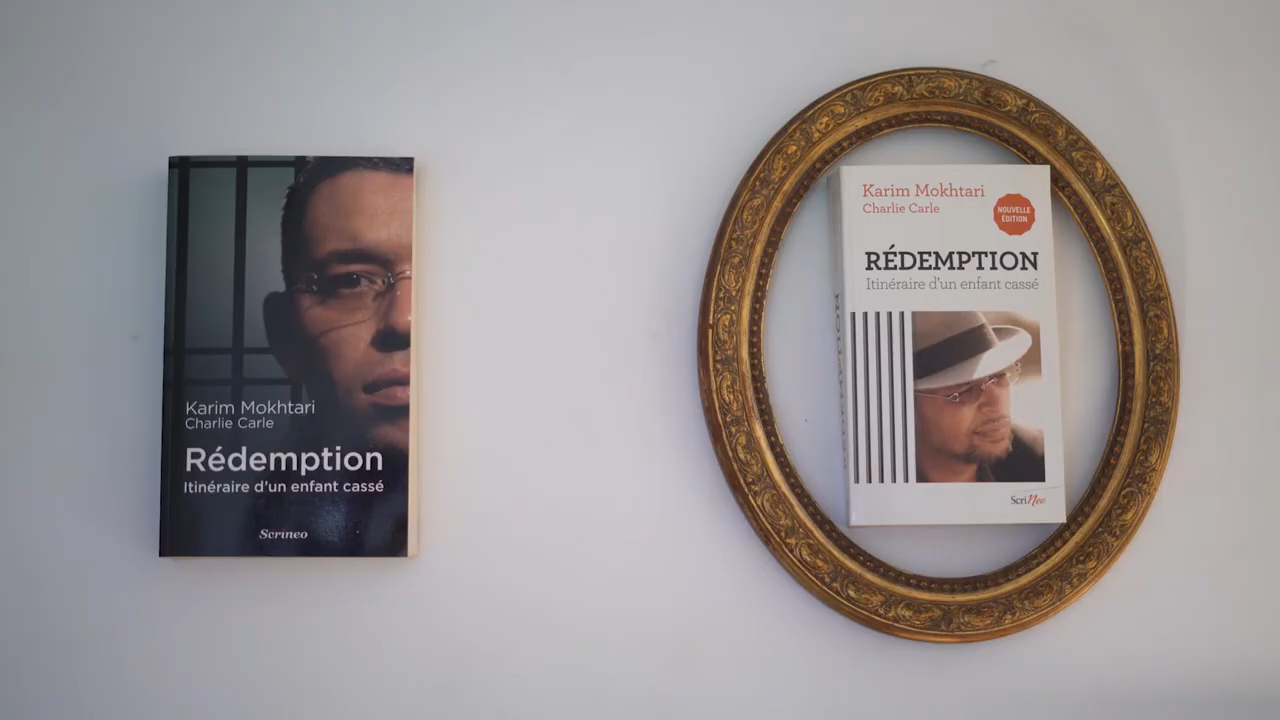 Karim Mokhtari
Charlie Carle
Rédemption
Itinéraire d'un enfant cassé
Scrineo
Karim Mokhtari
Charlie Carle
NOUVELLE
ÉDITION
RÉDEMPTION
Itinéraire d'un enfant cassé
ScriNeo
RÉDEMPTION